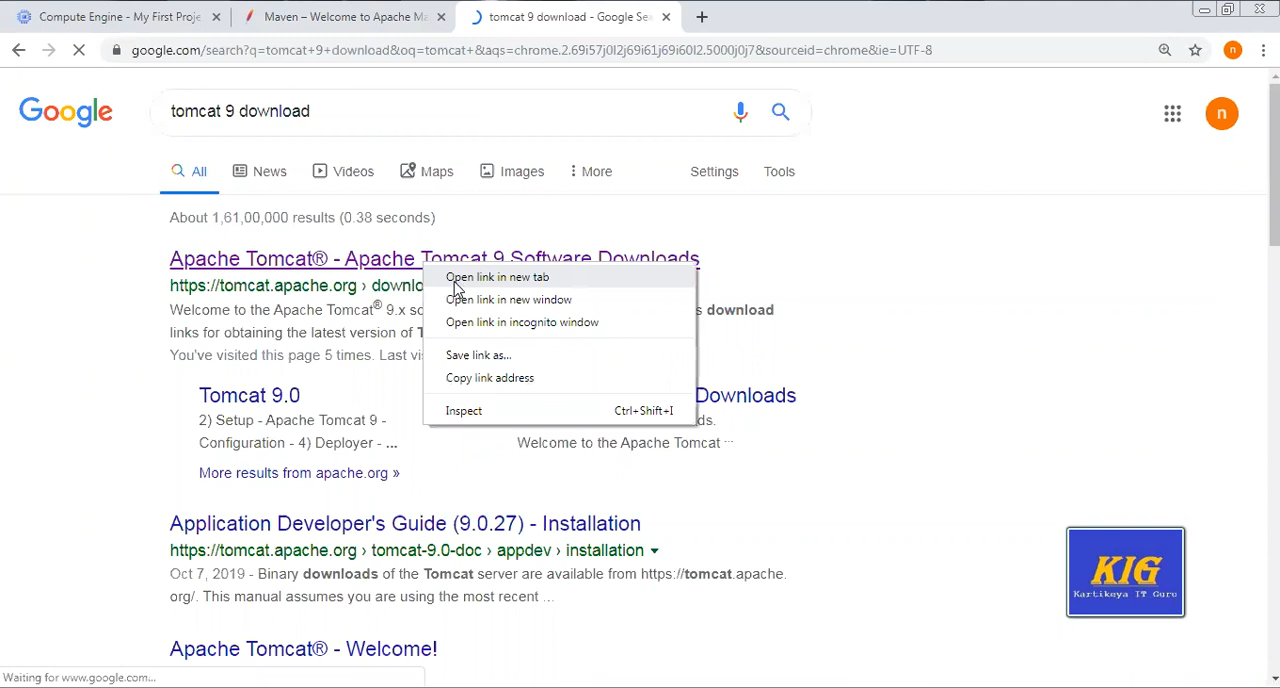 Compute Engine - My First Proje
Maven – Welcome to Apache Ma
tomcat 9 download - Google Sea
google.com/search?q=tomcat+9+download&oq=tomcat+&aqs=chrome.2.69i57j0l2j69i61j69i60l2.5000j0j7&sourceid=chrome&ie=UTF-8
n
Google
tomcat 9 download
n
All News Videos Maps Images More Settings Tools
About 1,61,00,000 results (0.38 seconds)
Apache Tomcat® - Apache Tomcat 9 Software Downloads
https://tomcat.apache.org › downlo
Welcome to the Apache Tomcat® 9.x so
s download
links for obtaining the latest version of T
You've visited this page 5 times. Last vi
Open link in new tab
Open link in new window
Open link in incognito window
Save link as...
Copy link address
Inspect Ctrl+Shift+I
Tomcat 9.0
2) Setup - Apache Tomcat 9 -
Configuration - 4) Deployer - ...
Downloads
ds.
Welcome to the Apache Tomcat ...
More results from apache.org »
Application Developer's Guide (9.0.27) - Installation
https://tomcat.apache.org › tomcat-9.0-doc › appdev › installation
Oct 7, 2019 - Binary downloads of the Tomcat server are available from https://tomcat.apache.
org/. This manual assumes you are using the most recent ...
Apache Tomcat® - Welcome!
KIG
Kartikeya IT Guru
Waiting for www.google.com...